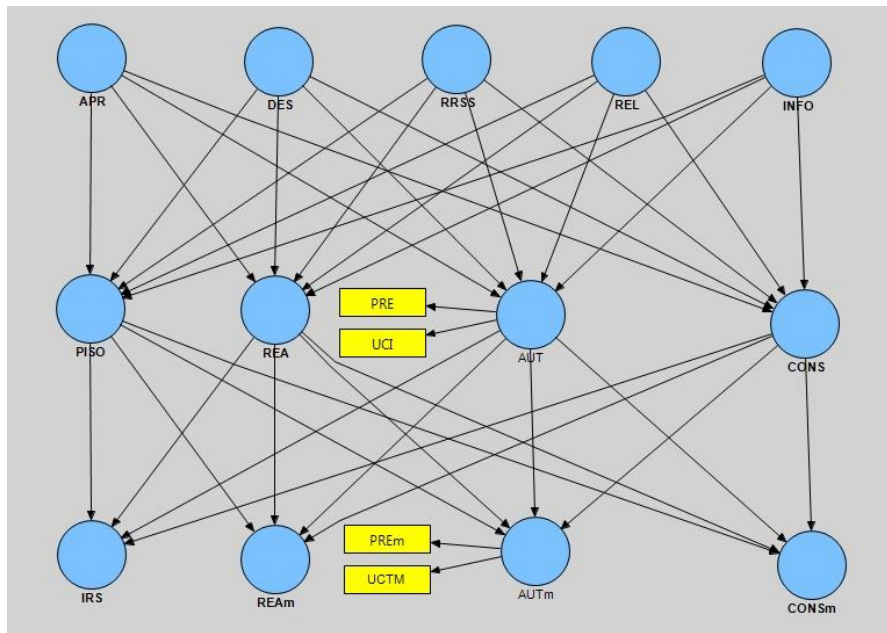 APR
DES
RRSS
REL
INFO
PRE
UCI
PISO
REA
AUT
CONS
PREm
UCTM
IRS
REAm
AUTm
CONSm